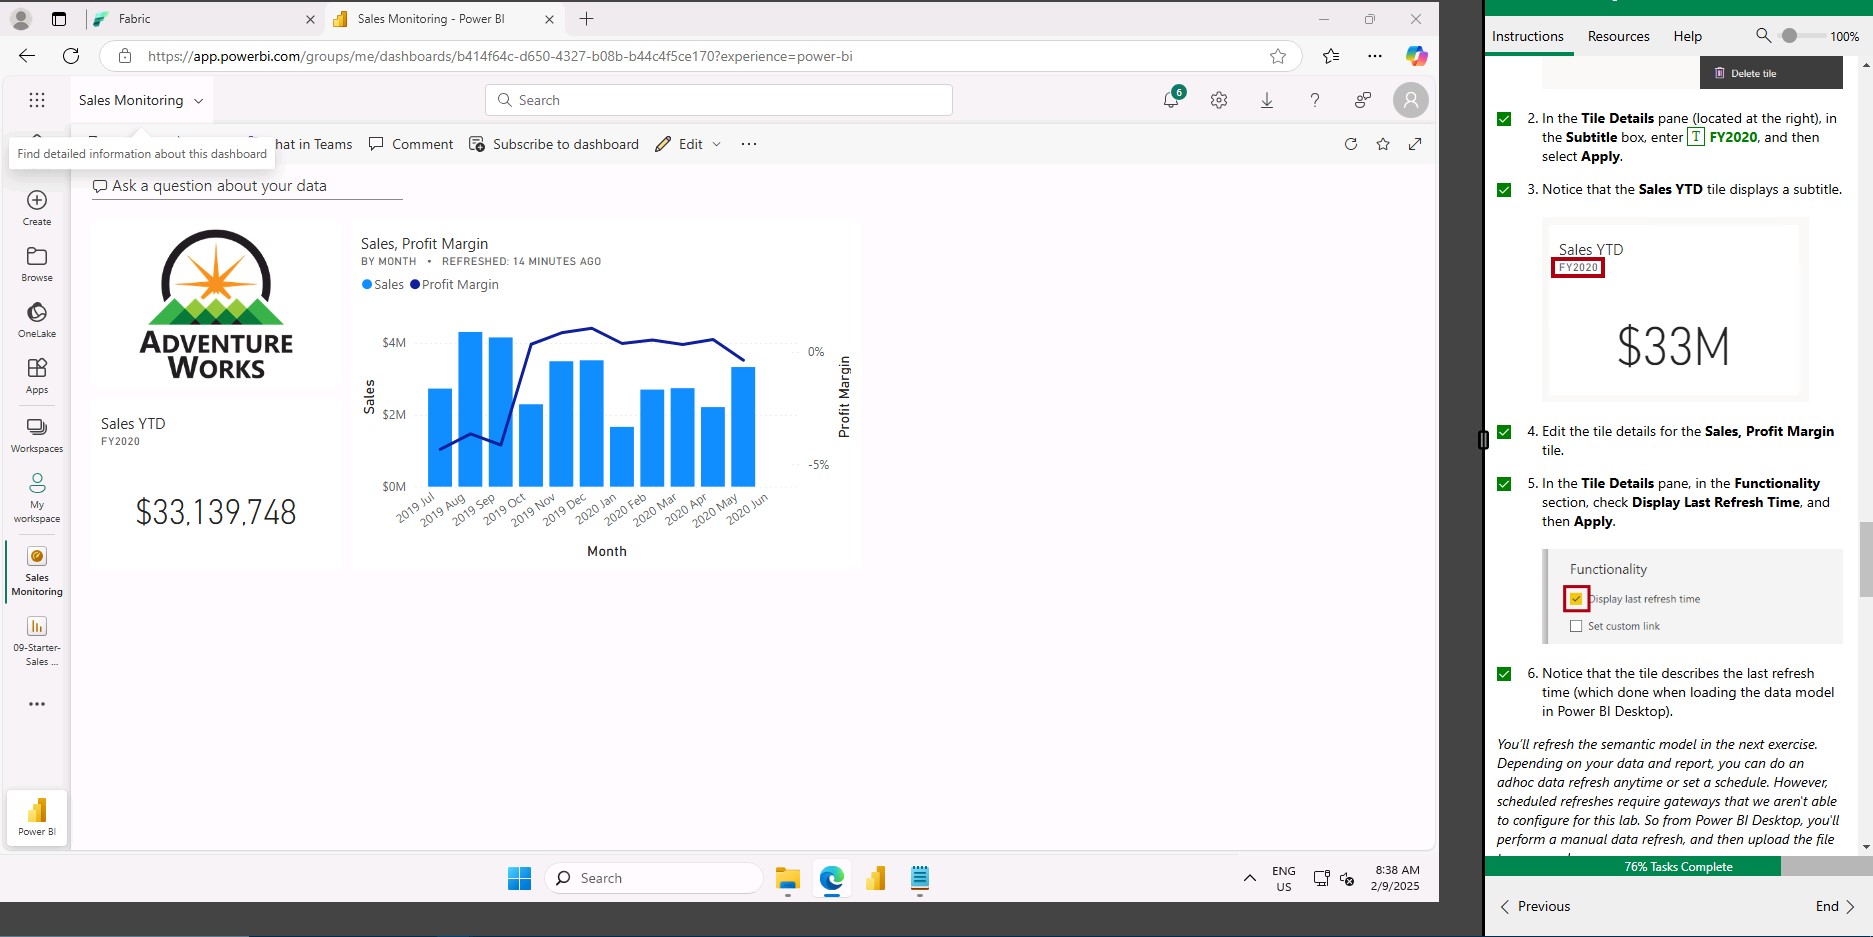 Fabric
Sales Monitoring - Power BI
https://app.powerbi.com/groups/me/dashboards/b414f64c-d650-4327-b08b-b44c4f5ce170?experience=power-bi
Sales Monitoring
Search
6
Find detailed information about this dashboard
hat in Teams
Comment
Subscribe to dashboard
Edit
Ask a question about your data
Create
Browse
OneLake
Apps
Workspaces
My
workspace
Sales
Monitoring
09-Starter-
Sales ...
Power BI
ADVENTURE
WORKS
Sales YTD
FY2020
$33,139,748
Sales, Profit Margin
BY MONTH • REFRESHED: 14 MINUTES AGO
Sales Profit Margin
$4M
$2M
$0M
Sales
0%
-5%
Profit Margin
2019 Jul
2019 Aug
2019 Sep
2019 Oct
2019 Nov
2019 Dec
2020 Jan
2020 Feb
2020 Mar
2020 Apr
2020 May
2020 Jun
Month
Search
ENG
US
8:38 AM
2/9/2025
Instructions
Resources
Help
100%
Delete tile
2. In the Tile Details pane (located at the right), in
the Subtitle box, enter T FY2020, and then
select Apply.
3. Notice that the Sales YTD tile displays a subtitle.
Sales YTD
FY2020
$33M
4. Edit the tile details for the Sales, Profit Margin
tile.
5. In the Tile Details pane, in the Functionality
section, check Display Last Refresh Time, and
then Apply.
Functionality
Display last refresh time
Set custom link
6. Notice that the tile describes the last refresh
time (which done when loading the data model
in Power BI Desktop).
You'll refresh the semantic model in the next exercise.
Depending on your data and report, you can do an
adhoc data refresh anytime or set a schedule. However,
scheduled refreshes require gateways that we aren't able
to configure for this lab. So from Power BI Desktop, you'll
perform a manual data refresh, and then upload the file
76% Tasks Complete
Previous
End